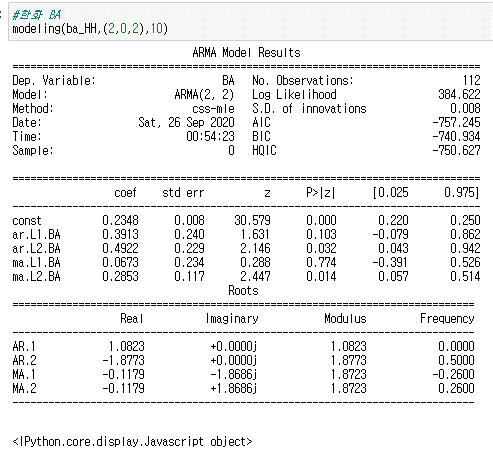 #한화 BA
modeling(ba_HH,(2,0,2),10)
ARMA Model Results
Dep. Variable: BA No. Observations: 112
Model: ARMA(2, 2) Log Likelihood 384.622
Method: css-mle S.D. of innovations 0.008
Date: Sat, 26 Sep 2020 AIC -757.245
Time: 00:54:23 BIC -740.934
Sample: 0 HQIC -750.627
coef std err z P>|z| [0.025 0.975]
const 0.2348 0.008 30.579 0.000 0.220 0.250
ar.L1.BA 0.3913 0.240 1.631 0.103 -0.079 0.862
ar.L2.BA 0.4922 0.229 2.146 0.032 0.043 0.942
ma.L1.BA 0.0673 0.234 0.288 0.774 -0.391 0.526
ma.L2.BA 0.2853 0.117 2.447 0.014 0.057 0.514
Roots
Real Imaginary Modulus Frequency
AR.1 1.0823 +0.0000j 1.0823 0.0000
AR.2 -1.8773 +0.0000j 1.8773 0.5000
MA.1 -0.1179 -1.8686j 1.8723 -0.2600
MA.2 -0.1179 +1.8686j 1.8723 0.2600
<IPython.core.display.Javascript object>